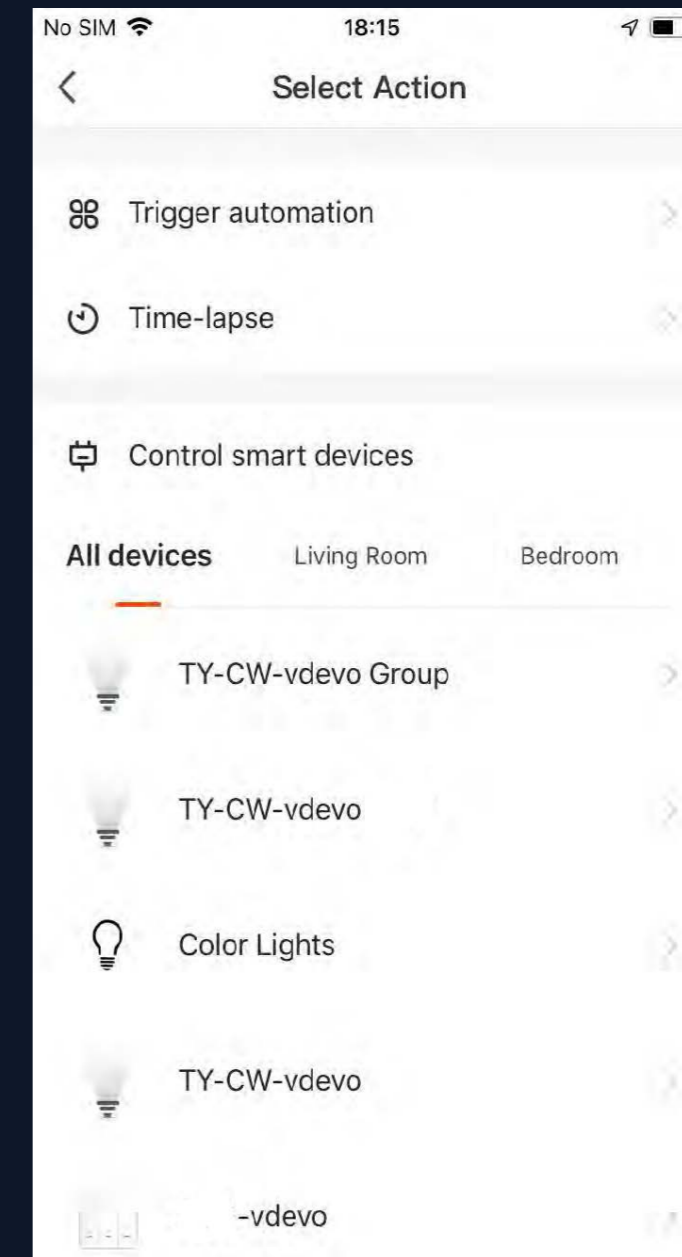 No SIM 18:15
Select Action
Trigger automation
Time-lapse
Control smart devices
All devices Living Room Bedroom
TY-CW-vdevo Group
TY-CW-vdevo
Color Lights
TY-CW-vdevo
-vdevo